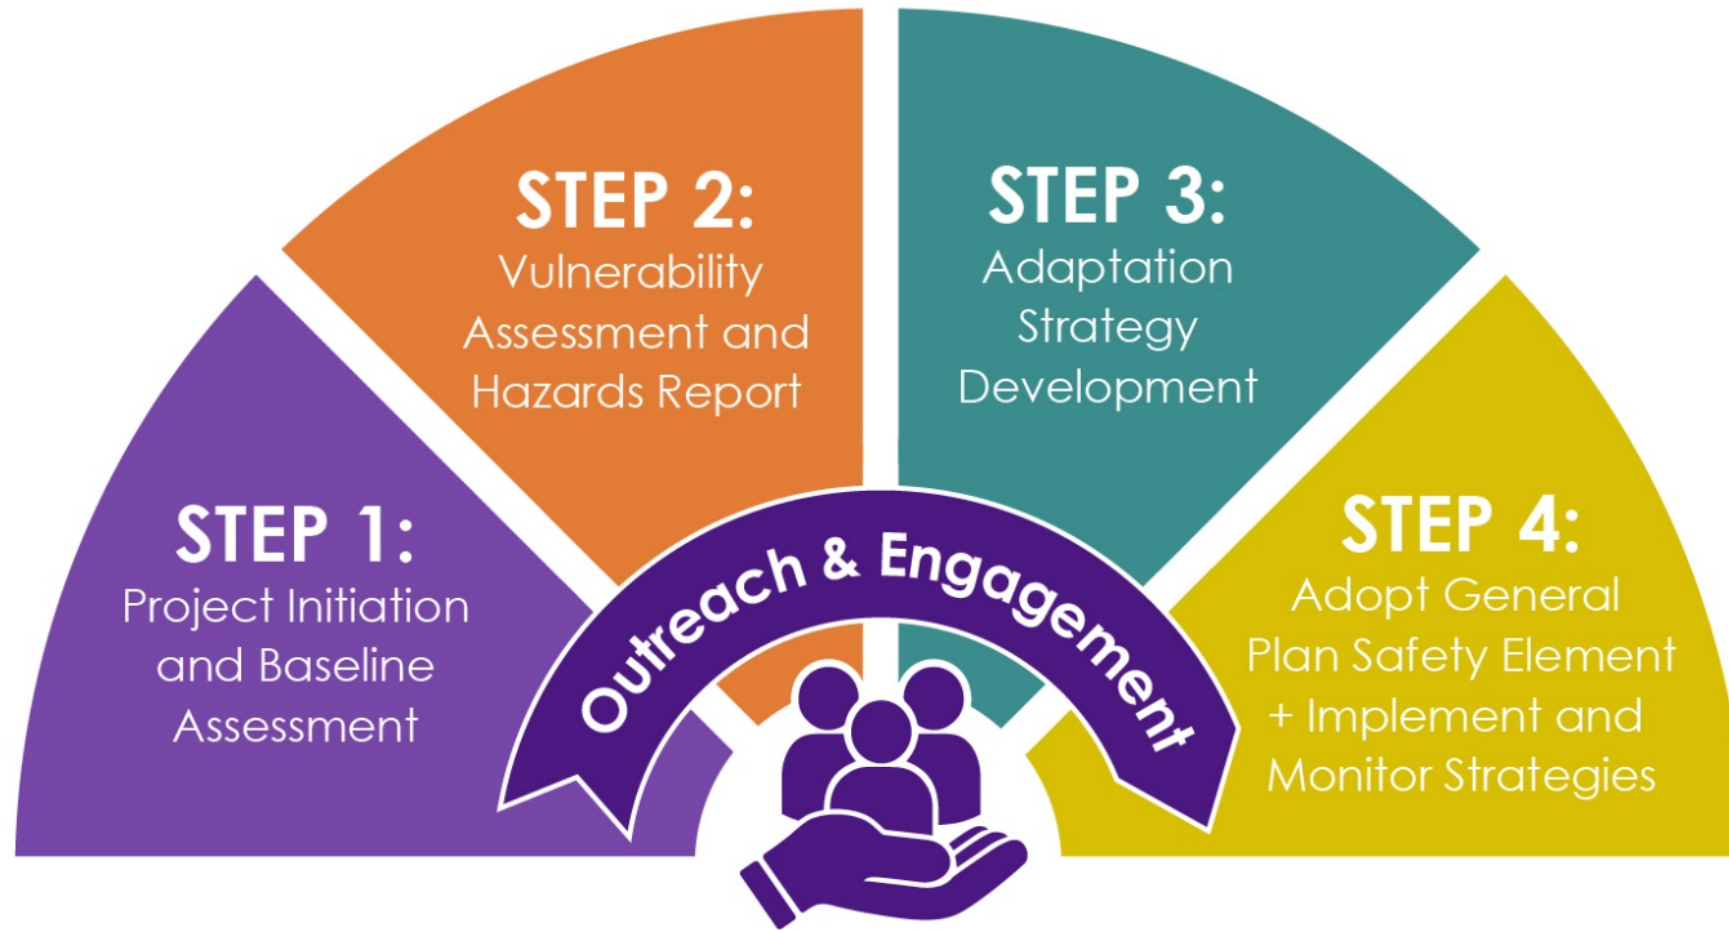 STEP 1:
Project Initiation
and Baseline
Assessment
STEP 2:
Vulnerability
Assessment and
Hazards Report
STEP 3:
Adaptation
Strategy
Development
STEP 4:
Adopt General
Plan Safety Element
+ Implement and
Monitor Strategies
Outreach & Engagement